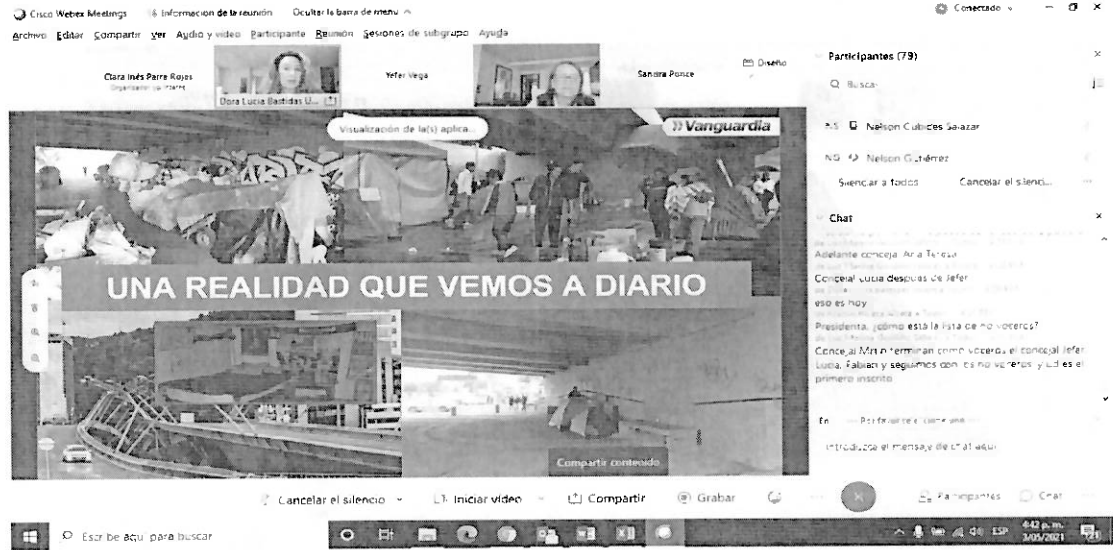 Cisco Webex Meetings Información de la reunión Ocultar la barra de menú
Conectado
Archivo Editar Compartir Ver Audio y vídeo Participante Reunión Sesiones de subgrupo Ayuda
Clara Inés Parra Rojas
Dora Lucia Bastidas U...
Yefer Vega
Sandra Ponce
Diseño
Visualización de la(s) aplica...
Vanguardia
UNA REALIDAD QUE VEMOS A DIARIO
Compartir contenido
Participantes (79)
Buscar
Nelson Cubides Salazar
NG Nelson Gutiérrez
Silenciar a todos Cancelar el silenci...
Chat
Adelante concejal Ana Teresa
Concejal Lucia despues de Jefer
eso es hoy
Presidenta, ¿cómo está la lista de no voceros?
terminan como voceros el concejal Jefer
Lucia, Fabian y seguimos con los no voceros y ud es el
primero inscrito
Introduzca el mensaje de chat aquí
Cancelar el silencio Iniciar vídeo Compartir Grabar Participantes Chat
Escribe aquí para buscar
ESP
4:42 p. m.
3/05/2021